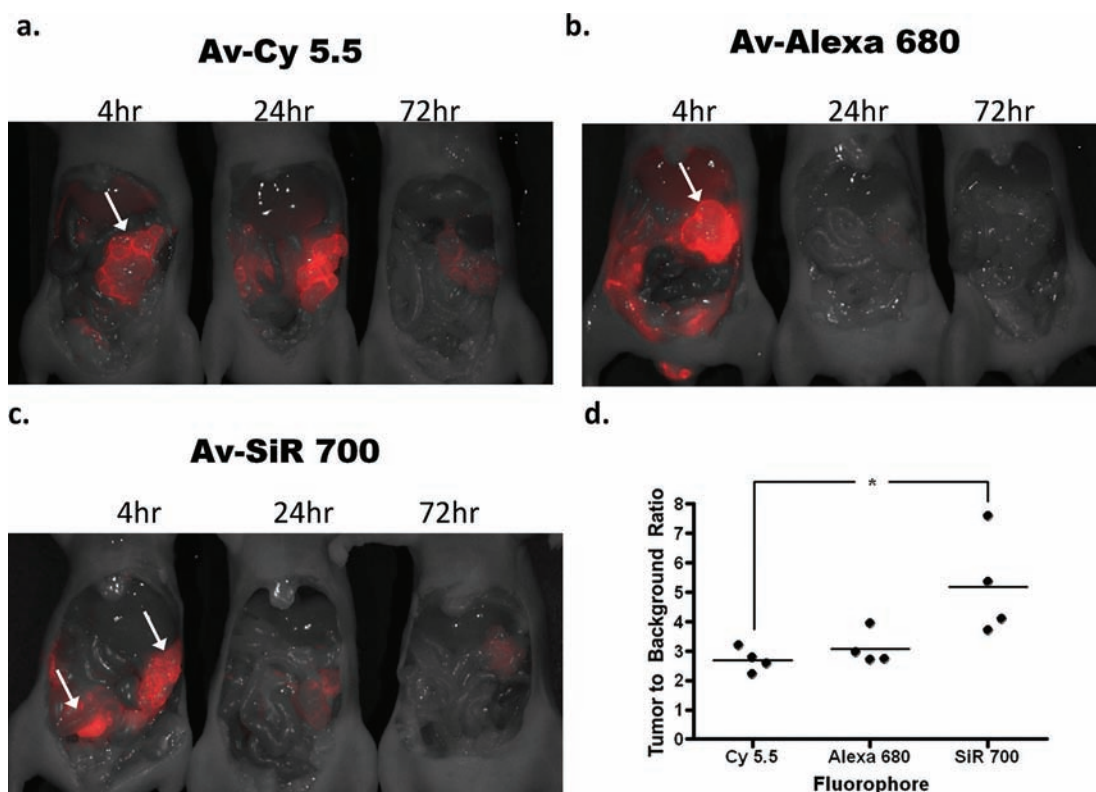 a.
Av-Cy 5.5
4hr 24hr 72hr
b.
Av-Alexa 680
4hr 24hr 72hr
c.
Av-SiR 700
4hr 24hr 72hr
d.
*
8
7
6
5
4
3
2
1
0
Tumor to Background Ratio
Cy 5.5 Alexa 680 SiR 700
Fluorophore